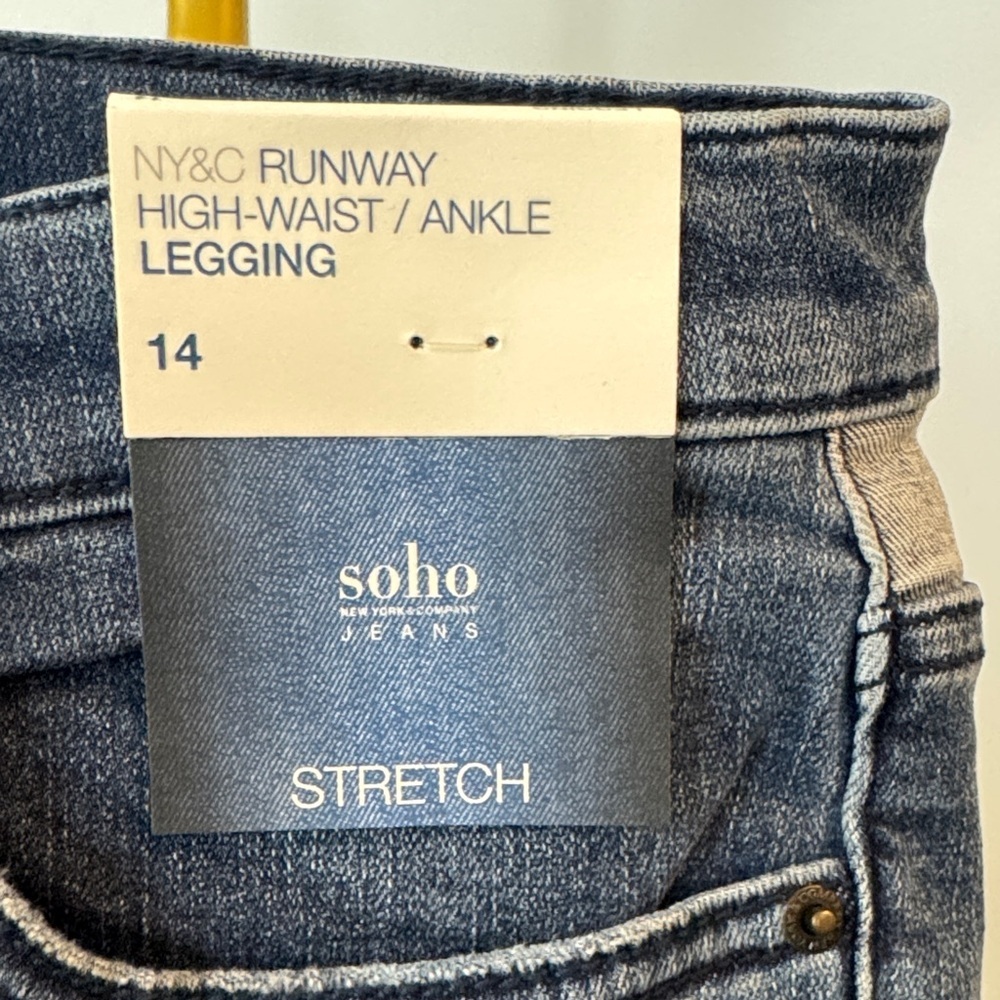 NY&C RUNWAY
HIGH-WAIST / ANKLE
LEGGING
14
soho
NEW YORK & COMPANY
JEANS
STRETCH